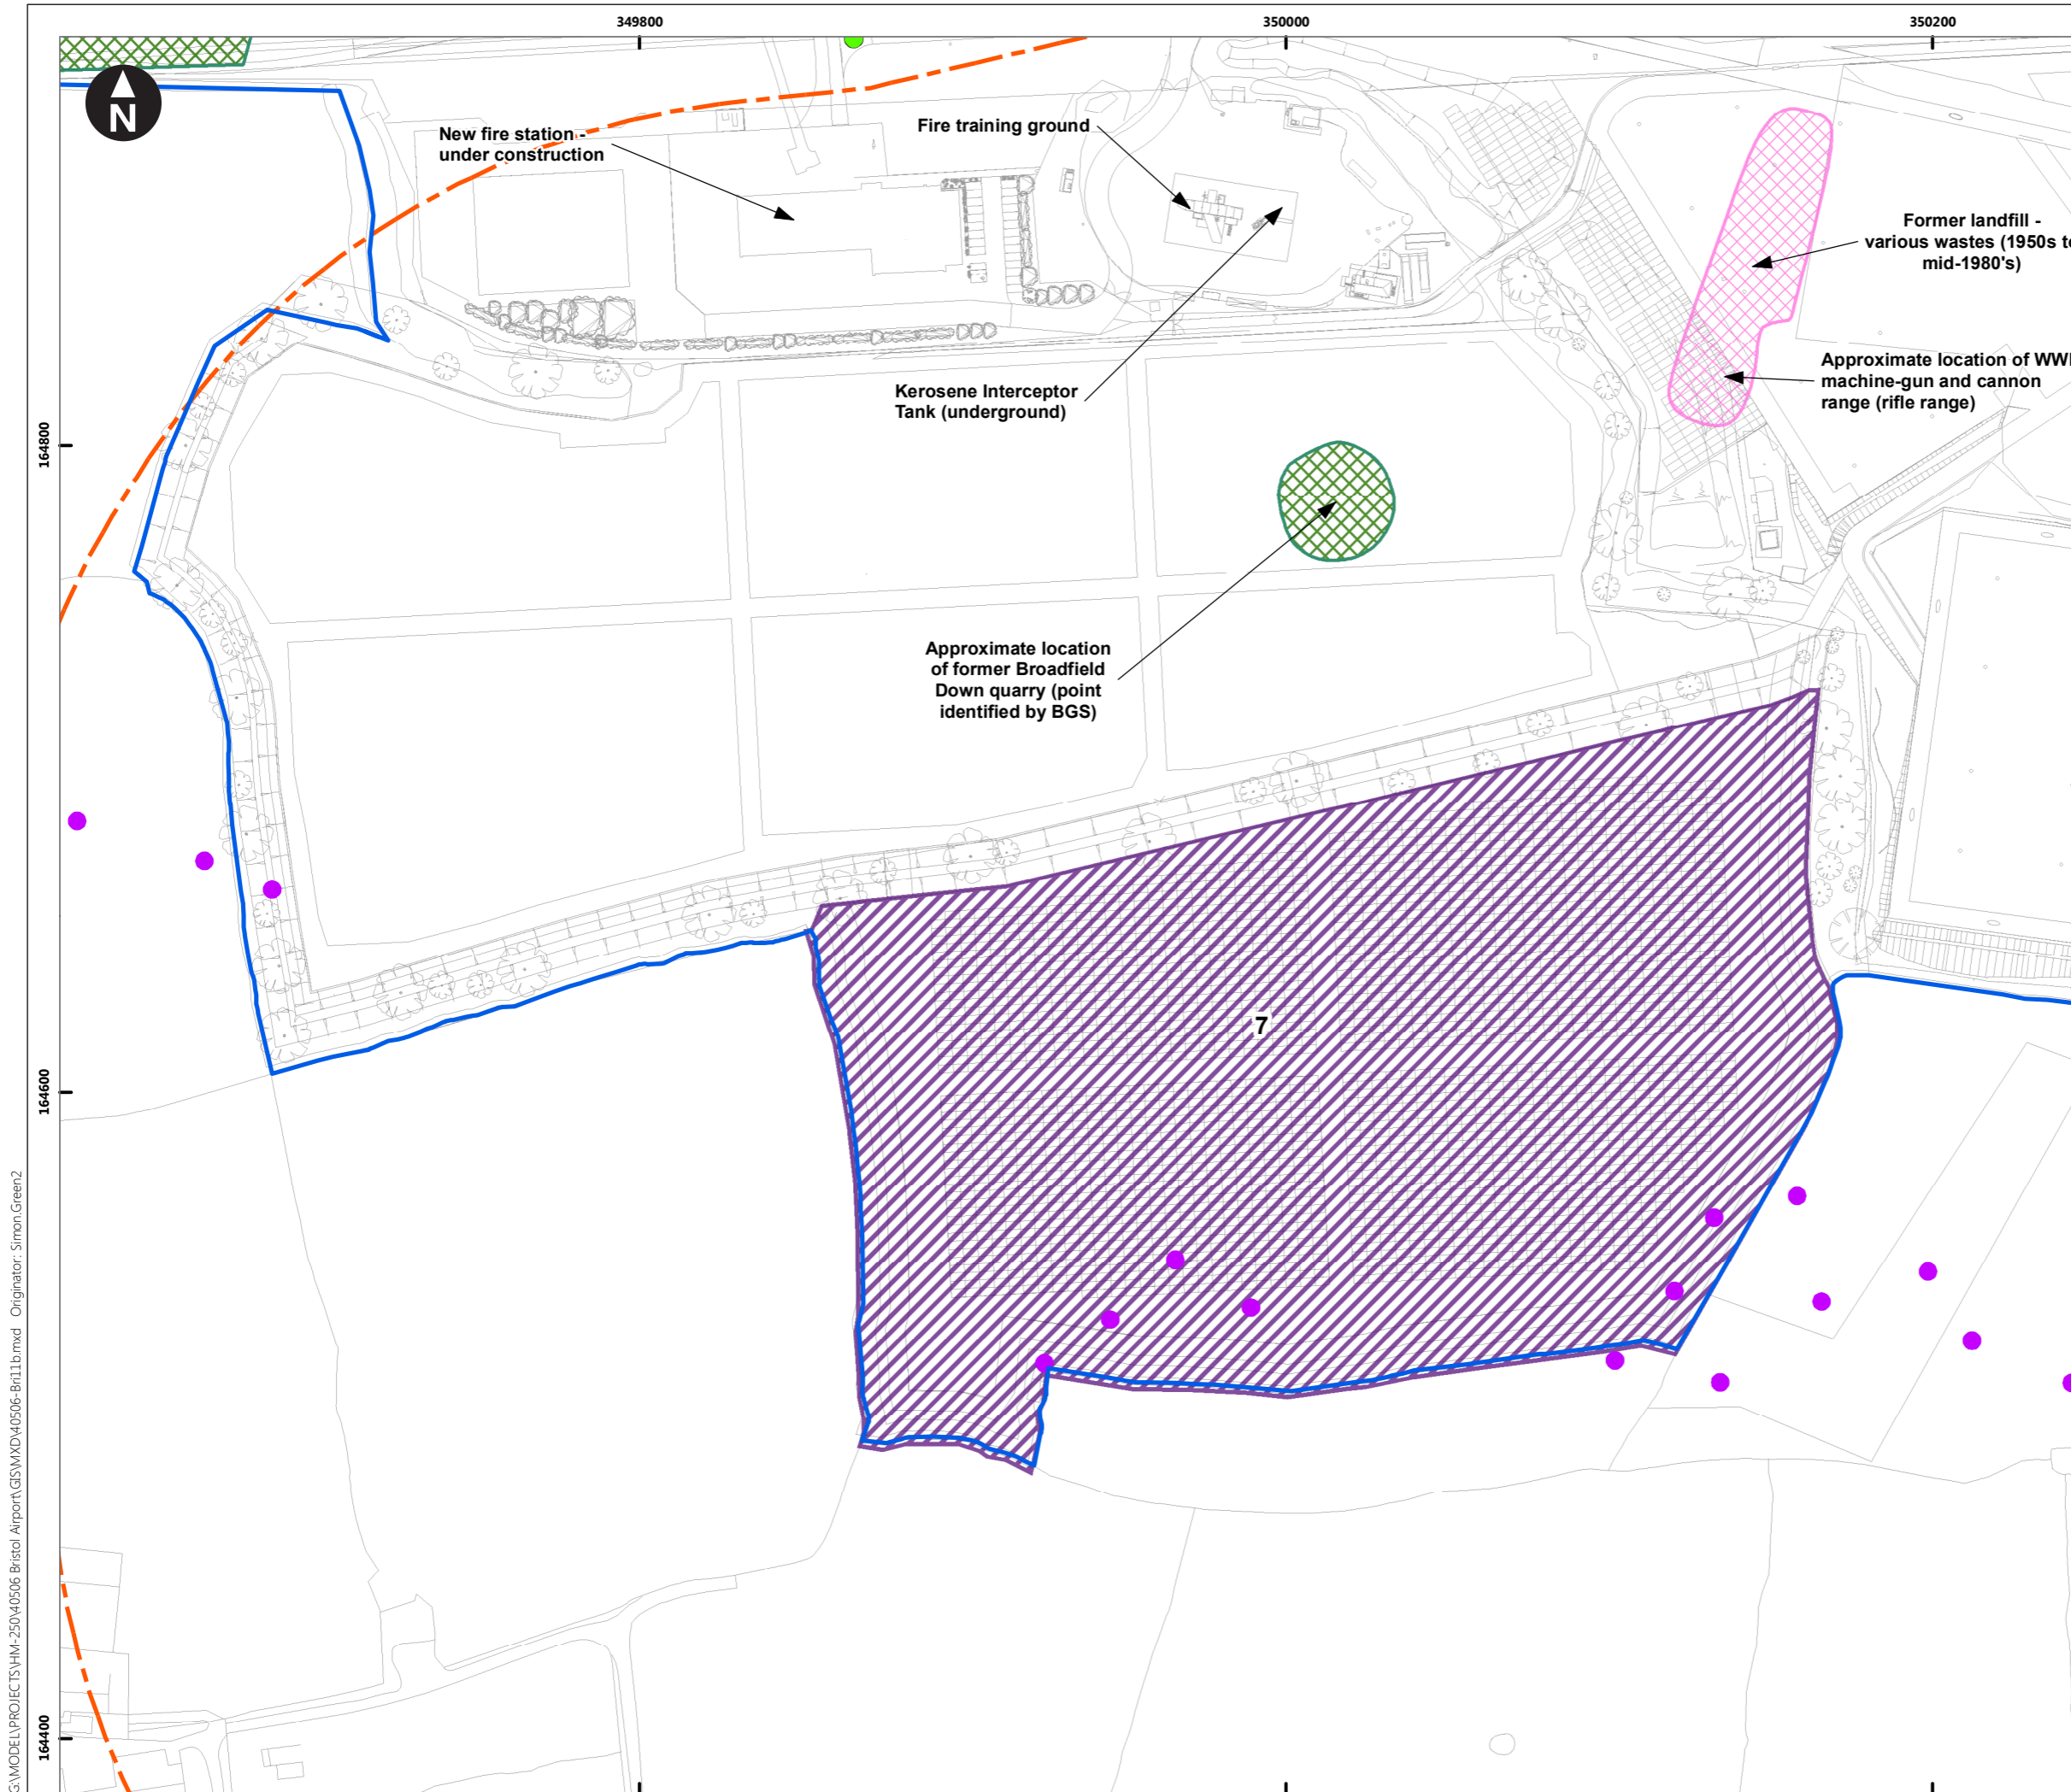 349800
350000
350200
N
New fire station -
under construction
Fire training ground
Former landfill -
various wastes (1950s to
mid-1980's)
Approximate location of WWI
machine-gun and cannon
range (rifle range)
Kerosene Interceptor
Tank (underground)
164800
Approximate location
of former Broadfield
Down quarry (point
identified by BGS)
7
164600
164400
G:\MODEL\PROJECTS\HM-250\40506 Bristol Airport\GIS\MXD\40506-Bri11b.mxd Originator: Simon.Green2